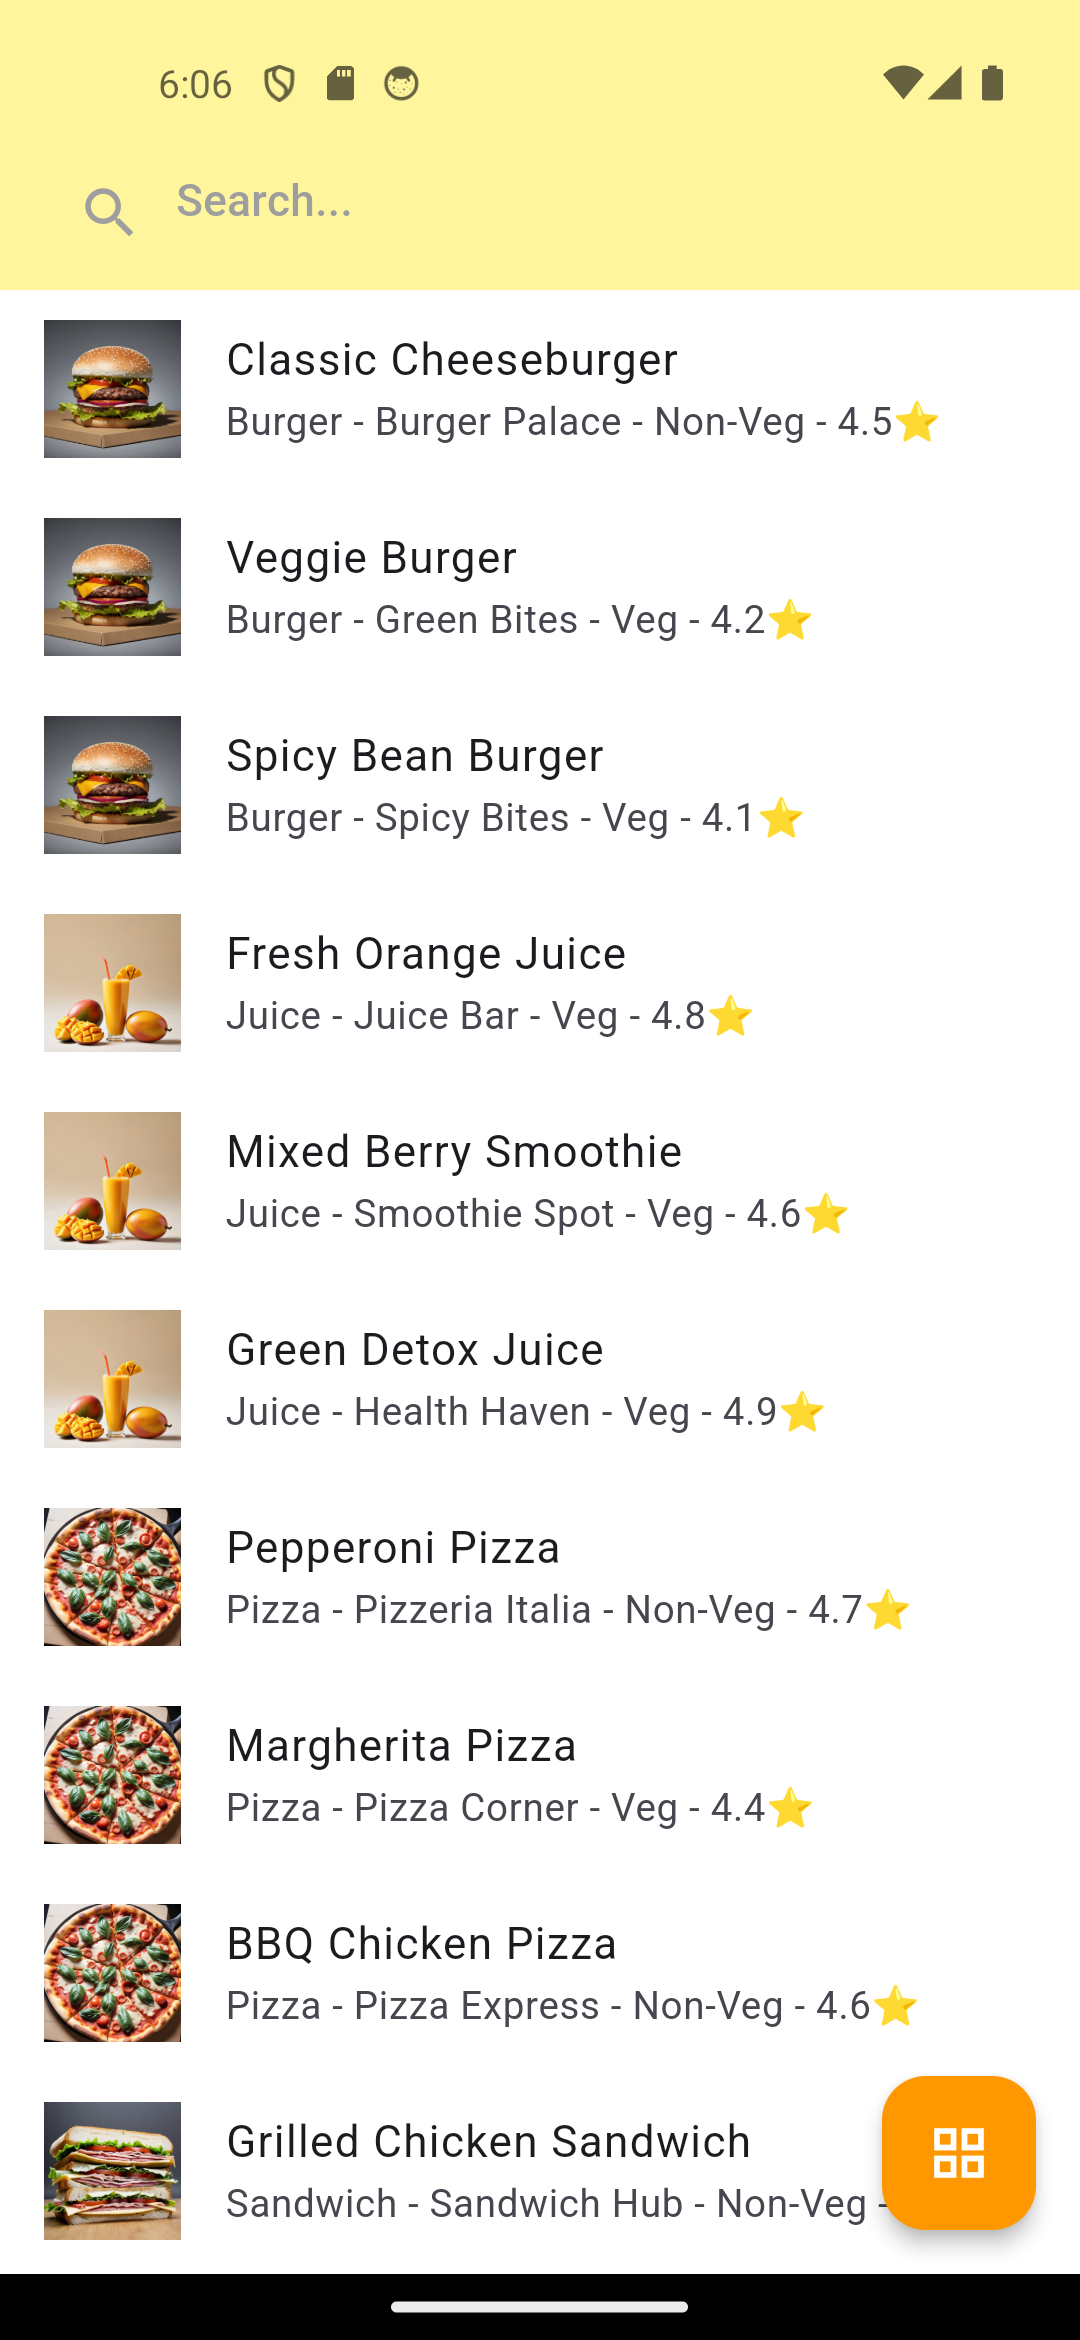 6:06
Search...
Classic Cheeseburger
Burger - Burger Palace - Non-Veg - 4.5⭐
Veggie Burger
Burger - Green Bites - Veg - 4.2⭐
Spicy Bean Burger
Burger - Spicy Bites - Veg - 4.1⭐
Fresh Orange Juice
Juice - Juice Bar - Veg - 4.8⭐
Mixed Berry Smoothie
Juice - Smoothie Spot - Veg - 4.6⭐
Green Detox Juice
Juice - Health Haven - Veg - 4.9⭐
Pepperoni Pizza
Pizza - Pizzeria Italia - Non-Veg - 4.7⭐
Margherita Pizza
Pizza - Pizza Corner - Veg - 4.4⭐
BBQ Chicken Pizza
Pizza - Pizza Express - Non-Veg - 4.6⭐
Grilled Chicken Sandwich
Sandwich - Sandwich Hub - Non-Veg -